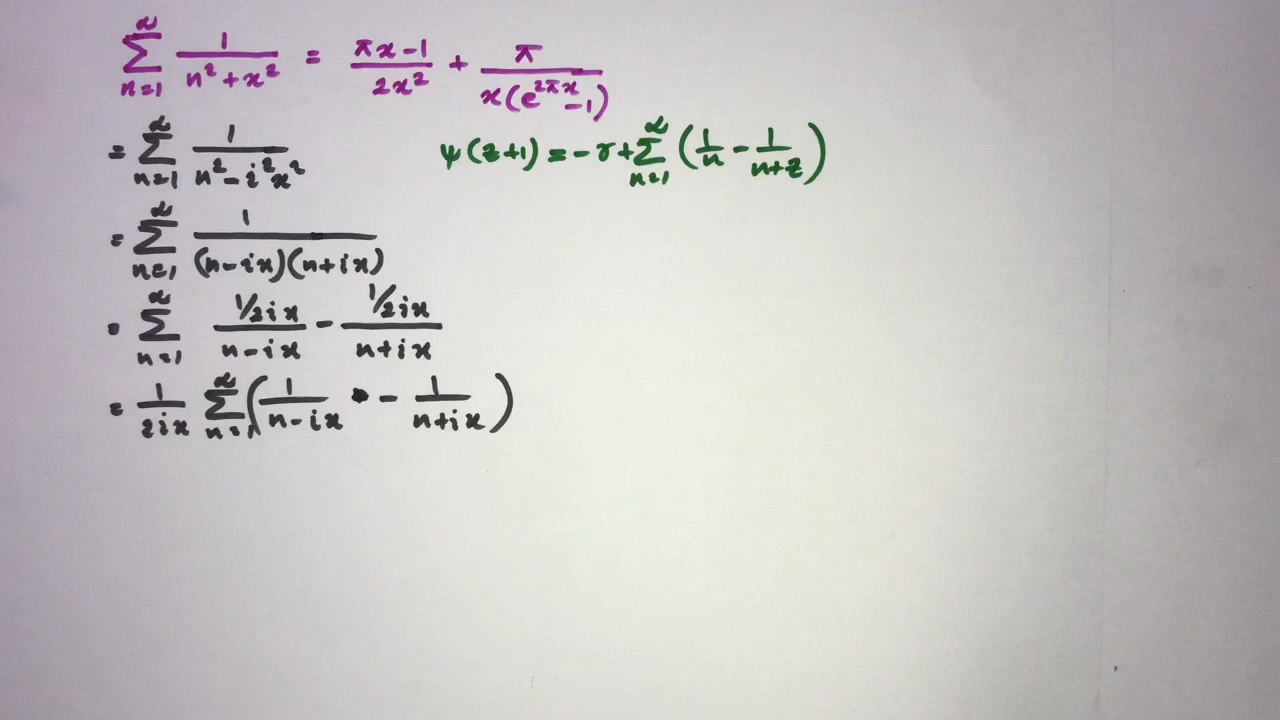 ∑_{n=1}^{∞} 1/(n²+x²) = (πx-1)/(2x²) + π/(x(e^{2πx}-1))
= ∑_{n=1}^{∞} 1/(n²-i²x²)    ψ(z+1) = -γ + ∑_{n=1}^{∞} (1/n - 1/(n+z))
= ∑_{n=1}^{∞} 1/((n-ix)(n+ix))
= ∑_{n=1}^{∞} (1/2ix)/(n-ix) - (1/2ix)/(n+ix)
= 1/(2ix) ∑_{n=1}^{∞} (1/(n-ix) - 1/(n+ix))